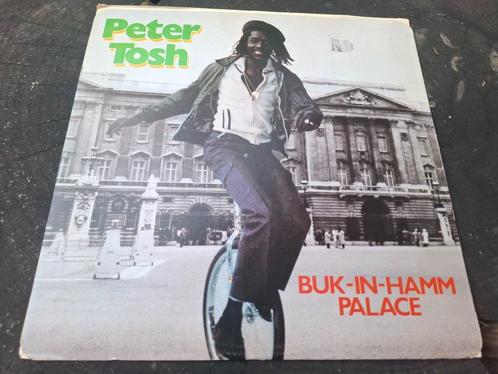 Peter
Tosh
BUK-IN-HAMM
PALACE